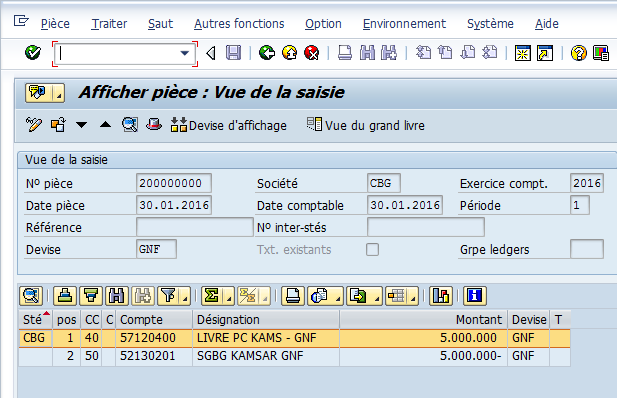 Pièce Traiter Saut Autres fonctions Option Environnement Système Aide
Afficher pièce : Vue de la saisie
Devise d'affichage Vue du grand livre
Vue de la saisie
Nº pièce 200000000 Société CBG Exercice compt. 2016
Date pièce 30.01.2016 Date comptable 30.01.2016 Période 1
Référence Nº inter-stés
Devise GNF Txt. existants Grpe ledgers
Sté pos CC C Compte Désignation Montant Devise T
CBG 1 40 57120400 LIVRE PC KAMS - GNF 5.000.000 GNF
2 50 52130201 SGBG KAMSAR GNF 5.000.000- GNF